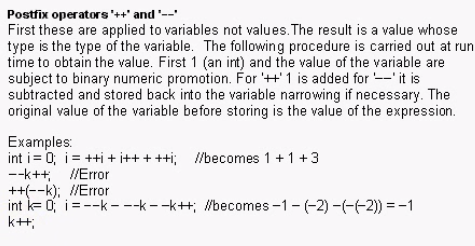 Postfix operators '++' and '--'
First these are applied to variables not values.The result is a value whose
type is the type of the variable. The following procedure is carried out at run
time to obtain the value. First 1 (an int) and the value of the variable are
subject to binary numeric promotion. For '++' 1 is added for '--' it is
subtracted and stored back into the variable narrowing if necessary. The
original value of the variable before storing is the value of the expression.
Examples:
int i = 0; i = ++i + i++ + ++i; //becomes 1 + 1 + 3
--k++; //Error
++(--k); //Error
int k= 0; i = --k - --k - -k++; //becomes -1 - (-2) -(-(-2)) = -1
k++;